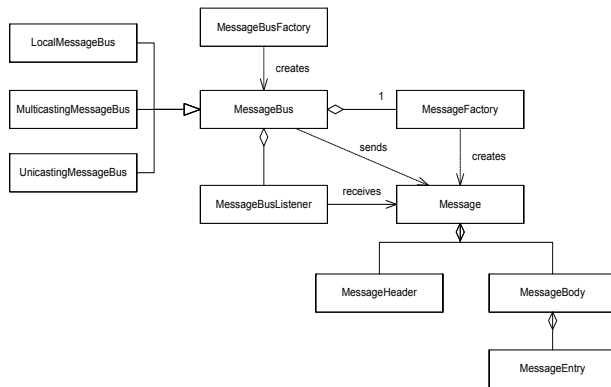 MessageBusFactory
LocalMessageBus
creates
1
MulticastingMessageBus
MessageBus
MessageFactory
sends
creates
UnicastingMessageBus
receives
MessageBusListener
Message
MessageHeader
MessageBody
MessageEntry